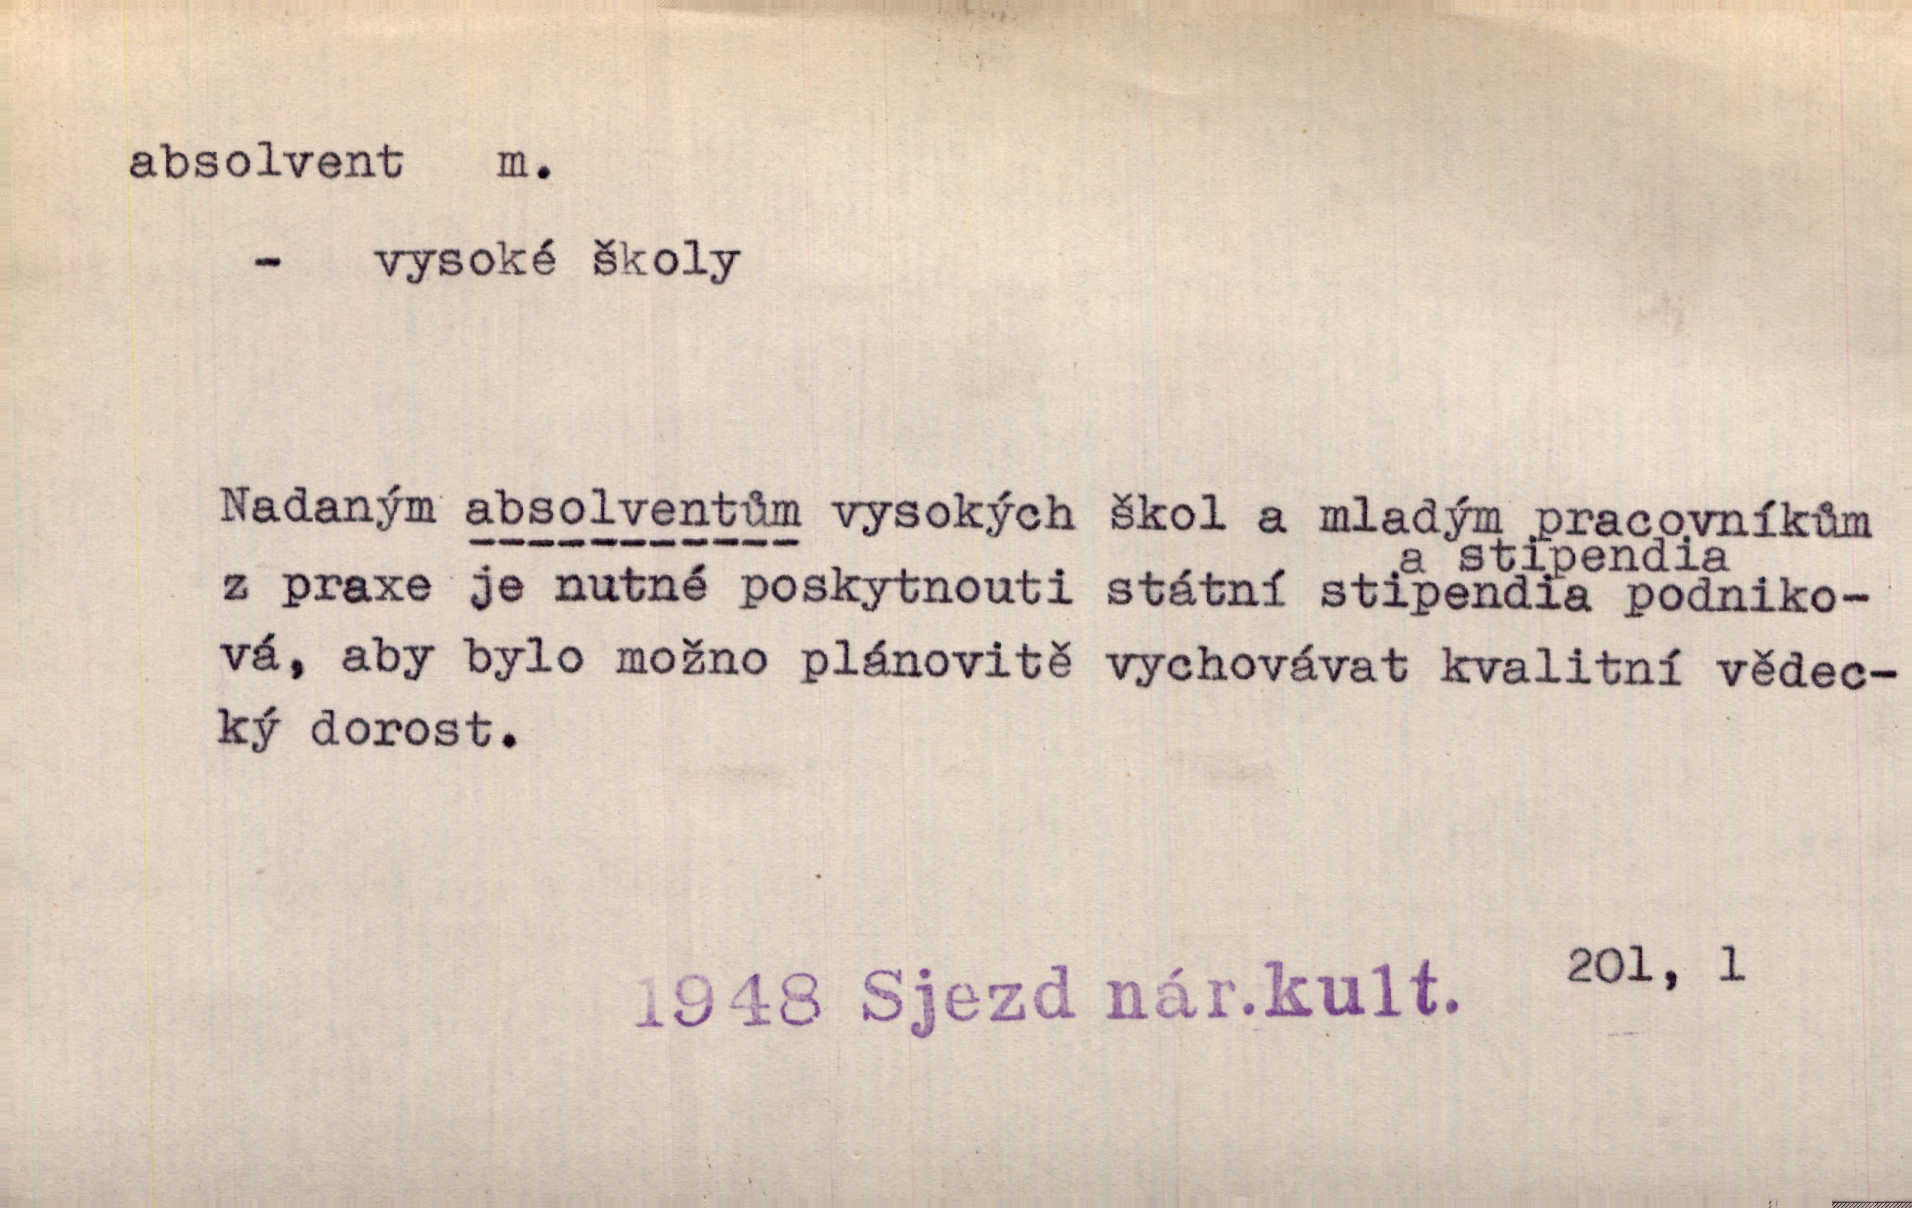 absolvent m.
- vysoké školy
Nadaným absolventům vysokých škol a mladým pracovníkům
a stipendia
z praxe je nutné poskytnouti státní stipendia podniko-
vá, aby bylo možno plánovitě vychovávat kvalitní vědec-
ký dorost.
1948 Sjezd nár.kult. 201, 1